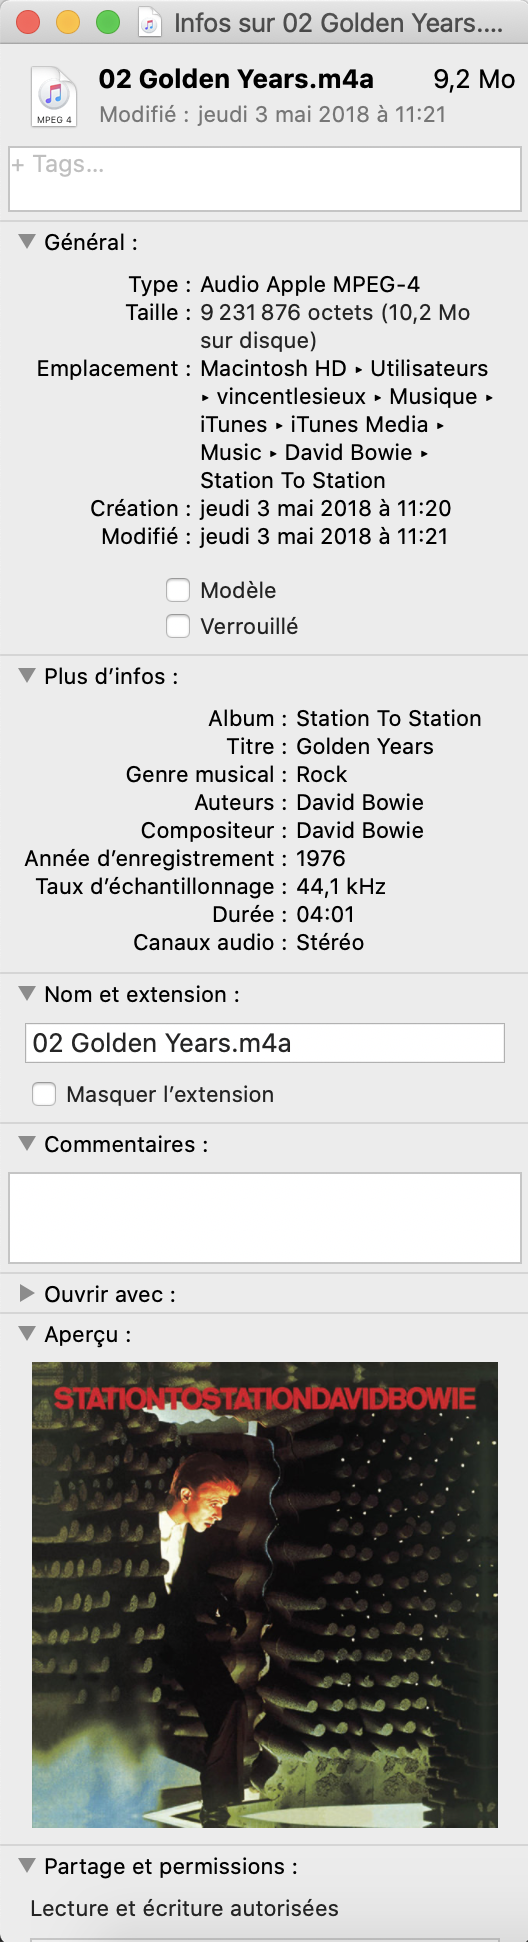 Infos sur 02 Golden Years....
02 Golden Years.m4a 9,2 Mo
MPEG 4
Modifié : jeudi 3 mai 2018 à 11:21
+ Tags...
Général :
Type : Audio Apple MPEG-4
Taille : 9 231 876 octets (10,2 Mo
sur disque)
Emplacement : Macintosh HD ▸ Utilisateurs
▸ vincentlesieux ▸ Musique ▸
iTunes ▸ iTunes Media ▸
Music ▸ David Bowie ▸
Station To Station
Création : jeudi 3 mai 2018 à 11:20
Modifié : jeudi 3 mai 2018 à 11:21
Modèle
Verrouillé
Plus d’infos :
Album : Station To Station
Titre : Golden Years
Genre musical : Rock
Auteurs : David Bowie
Compositeur : David Bowie
Année d’enregistrement : 1976
Taux d’échantillonnage : 44,1 kHz
Durée : 04:01
Canaux audio : Stéréo
Nom et extension :
02 Golden Years.m4a
Masquer l’extension
Commentaires :
Ouvrir avec :
Aperçu :
STATIONTOSTATIONDAVIDBOWIE
Partage et permissions :
Lecture et écriture autorisées